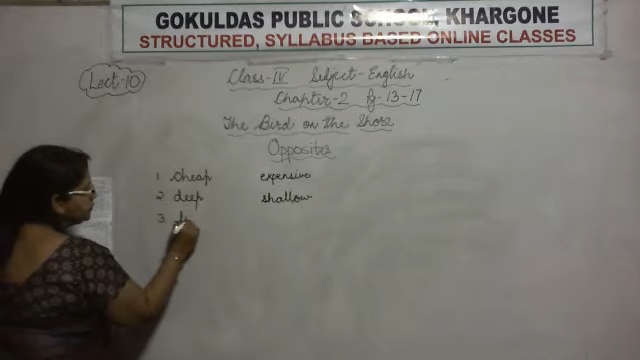 GOKULDAS PUBLIC SCHOOL, KHARGONE
STRUCTURED, SYLLABUS BASED ONLINE CLASSES
Lect-10
Class-IV Subject-English
Chapter-2 Pg-13-17
The Bird on The Shore
Opposites
1 cheap expensive
2 deep shallow
3